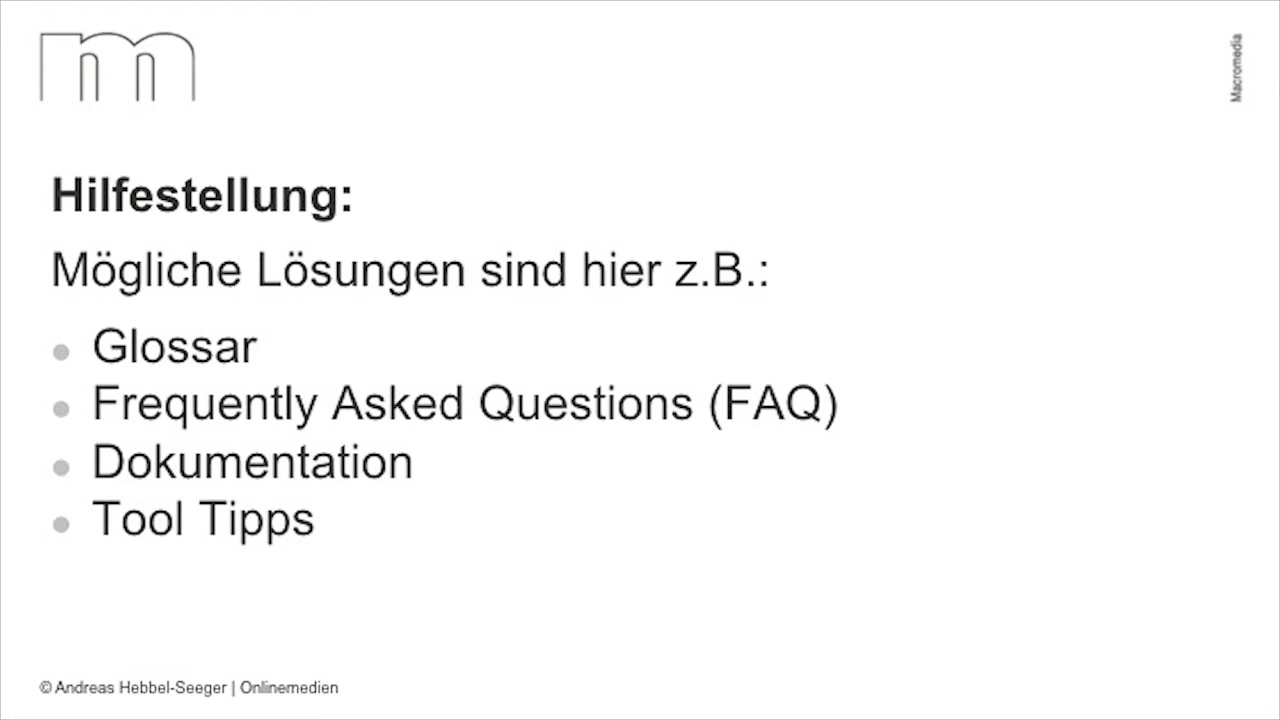 m
Macromedia
Hilfestellung:
Mögliche Lösungen sind hier z.B.:
Glossar
Frequently Asked Questions (FAQ)
Dokumentation
Tool Tipps
© Andreas Hebbel-Seeger | Onlinemedien